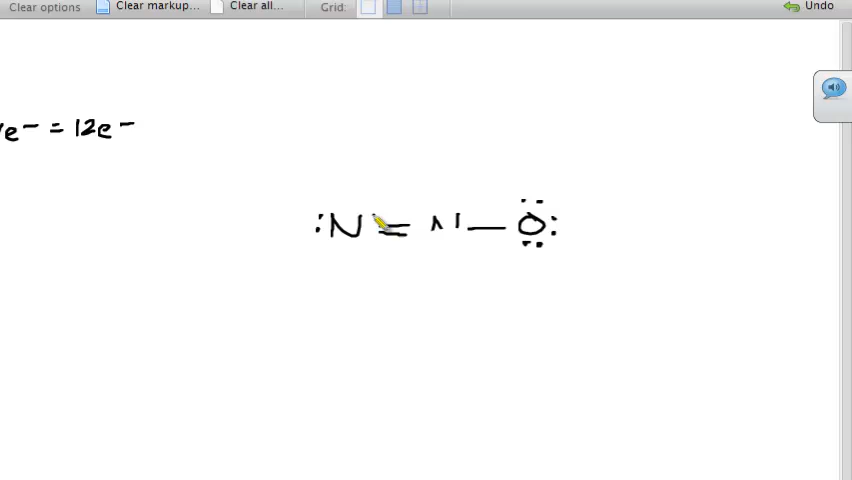 Clear options Clear markup... Clear all... Grid: Undo
e⁻ = 12e⁻
:N = N — O: